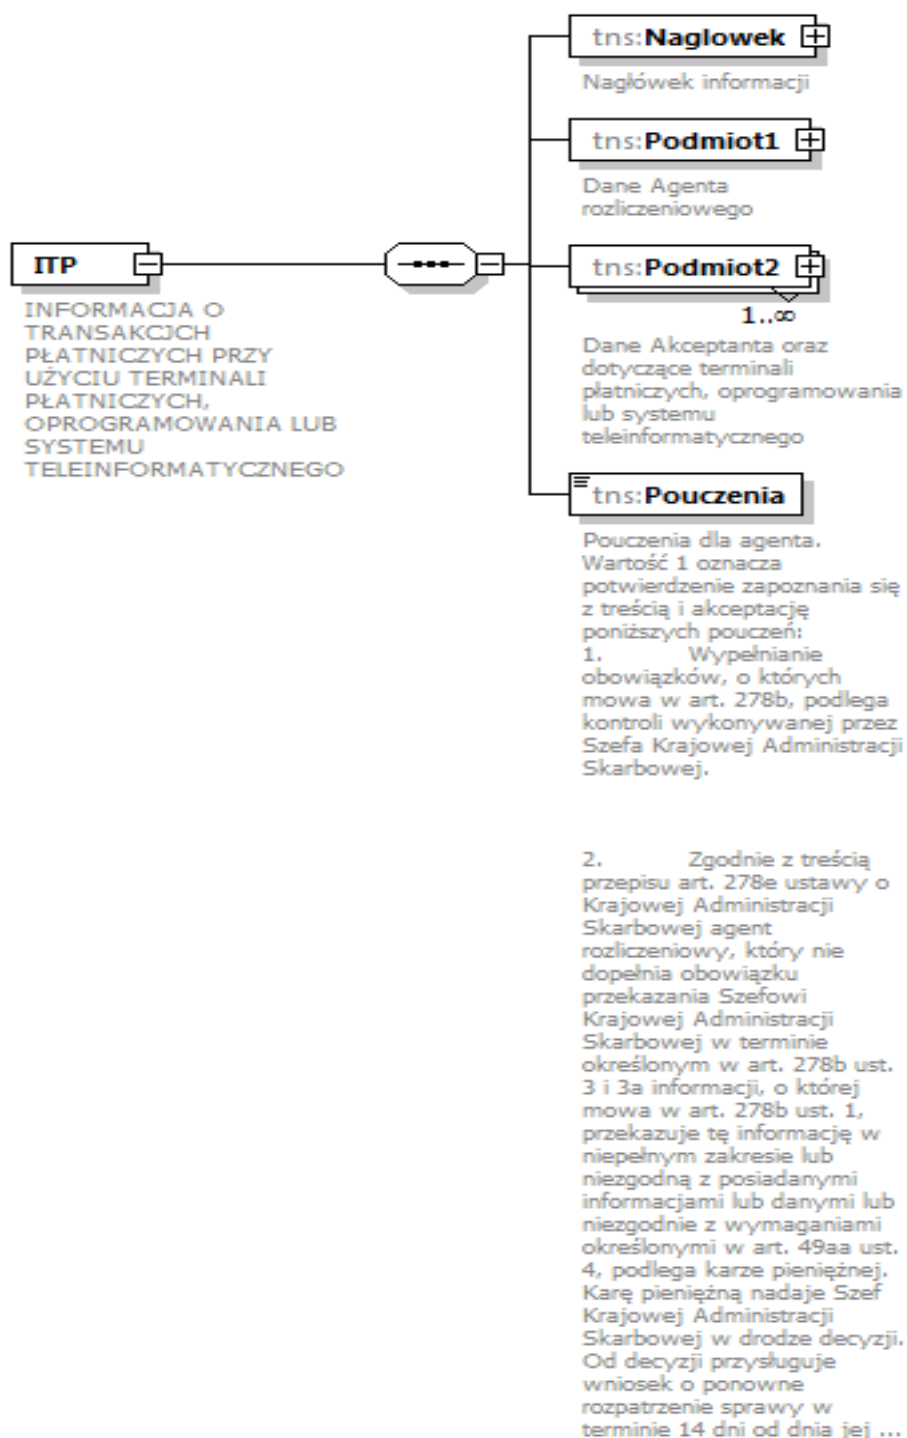 ITP
INFORMACJA O
TRANSAKCJCH
PŁATNICZYCH PRZY
UŻYCIU TERMINALI
PŁATNICZYCH,
OPROGRAMOWANIA LUB
SYSTEMU
TELEINFORMATYCZNEGO
tns:Naglowek
Nagłówek informacji
tns:Podmiot1
Dane Agenta
rozliczeniowego
tns:Podmiot2
1..∞
Dane Akceptanta oraz
dotyczące terminali
płatniczych, oprogramowania
lub systemu
teleinformatycznego
tns:Pouczenia
Pouczenia dla agenta.
Wartość 1 oznacza
potwierdzenie zapoznania się
z treścią i akceptację
poniższych pouczeń:
1. Wypełnianie
obowiązków, o których
mowa w art. 278b, podlega
kontroli wykonywanej przez
Szefa Krajowej Administracji
Skarbowej.
2. Zgodnie z treścią
przepisu art. 278e ustawy o
Krajowej Administracji
Skarbowej agent
rozliczeniowy, który nie
dopełnia obowiązku
przekazania Szefowi
Krajowej Administracji
Skarbowej w terminie
określonym w art. 278b ust.
3 i 3a informacji, o której
mowa w art. 278b ust. 1,
przekazuje tę informację w
niepełnym zakresie lub
niezgodną z posiadanymi
informacjami lub danymi lub
niezgodnie z wymaganiami
określonymi w art. 49aa ust.
4, podlega karze pieniężnej.
Karę pieniężną nadaje Szef
Krajowej Administracji
Skarbowej w drodze decyzji.
Od decyzji przysługuje
wniosek o ponowne
rozpatrzenie sprawy w
terminie 14 dni od dnia jej ...